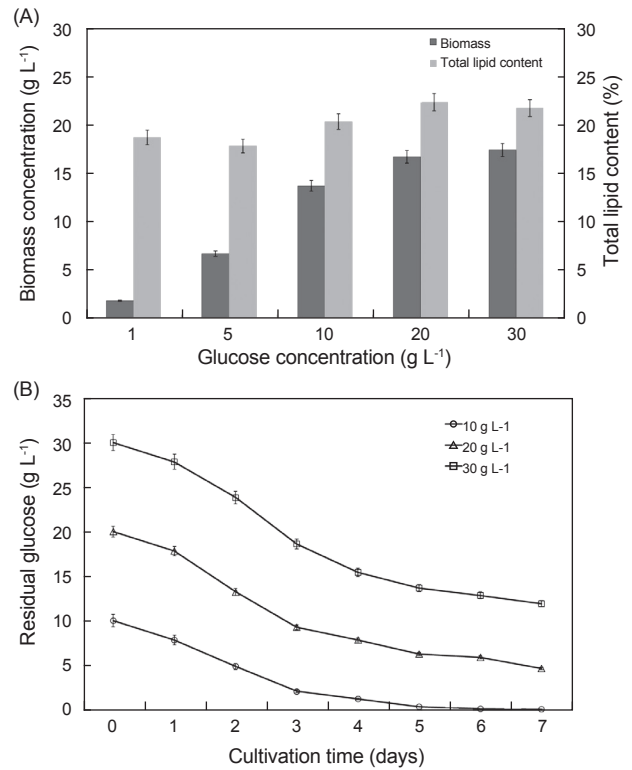 (A)
30 30
25 25
20 20
15 15
10 10
5 5
0 0
Biomass concentration (g L-1)
Total lipid content (%)
Biomass
Total lipid content
1 5 10 20 30
Glucose concentration (g L-1)
(B)
35
30
25
20
15
10
5
0
Residual glucose (g L-1)
10 g L-1
20 g L-1
30 g L-1
0 1 2 3 4 5 6 7
Cultivation time (days)